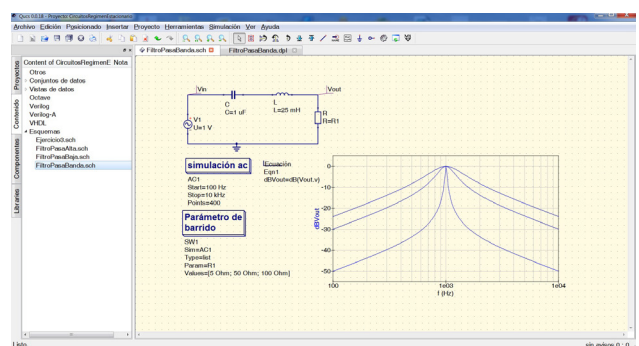 Qucs 0.0.18 - Proyecto: CircuitosRegimenEstacionario
Archivo Edición Posicionado Insertar Proyecto Herramientas Simulación Ver Ayuda
FiltroPasaBanda.sch
FiltroPasaBanda.dpl
Content of CircuitosRegimenE Nota
Otros
Conjuntos de datos
Vistas de datos
Octave
Verilog
Verilog-A
VHDL
Esquemas
Ejercicio3.sch
FiltroPasaAlta.sch
FiltroPasaBaja.sch
FiltroPasaBanda.sch
Proyectos
Contenido
Componentes
Libraries
Vin
Vout
C
C=1 uF
L
L=25 mH
V1
U=1 V
R
R=R1
simulación ac
AC1
Start=100 Hz
Stop=10 kHz
Points=400
Ecuación
Eqn1
dBVout=dB(Vout.v)
Parámetro de
barrido
SW1
Sim=AC1
Type=list
Param=R1
Values=[5 Ohm; 50 Ohm; 100 Ohm]
0
-10
-20
-30
-40
-50
dBVout
100
1e03
1e04
f (Hz)
Listo
sin avisos 0 : 0